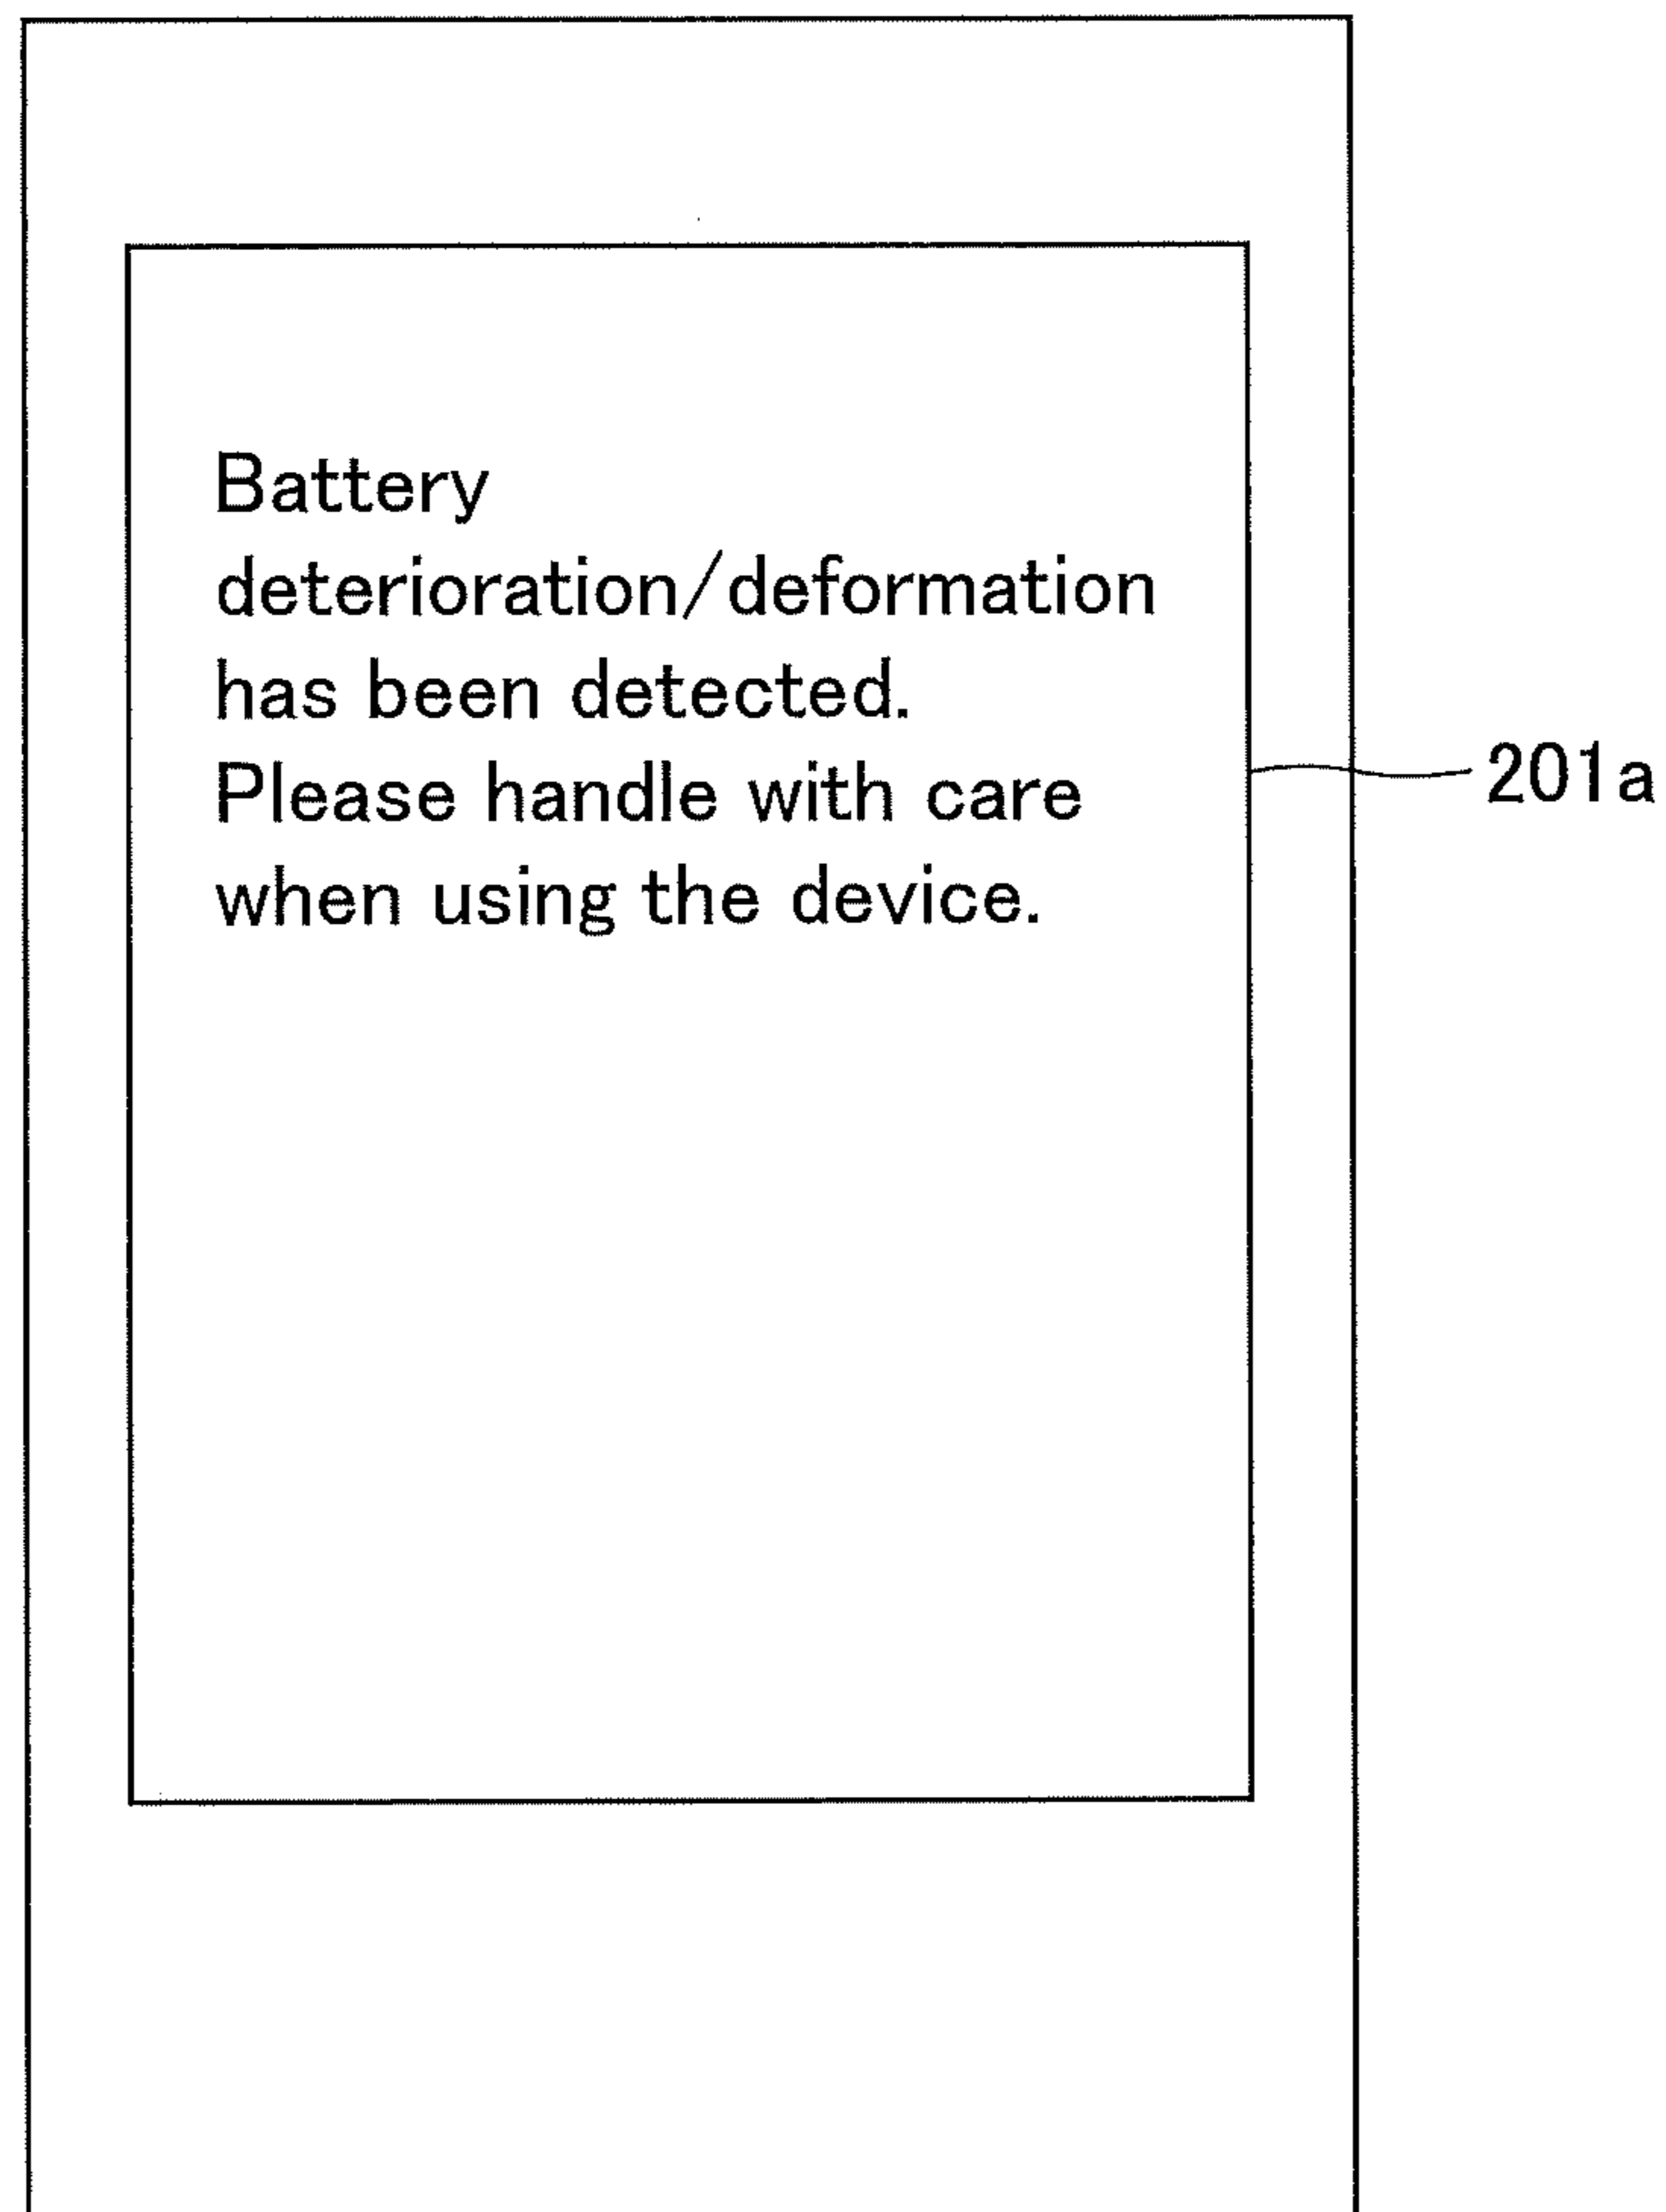 Battery
deterioration/deformation
has been detected.
Please handle with care
when using the device.
201a